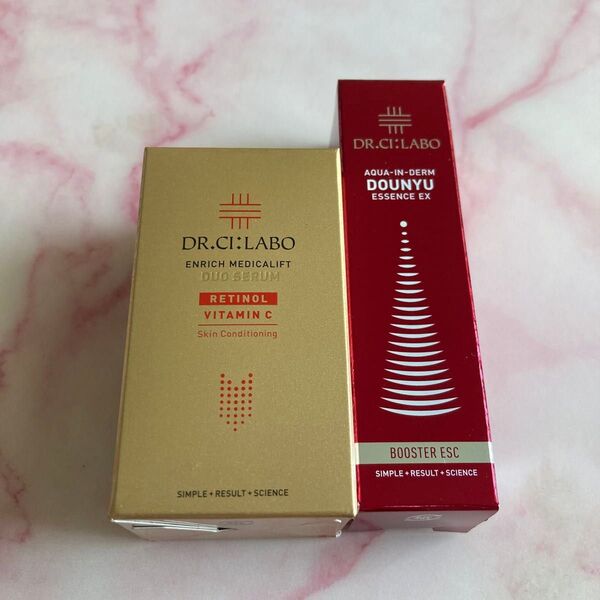 DR.CI:LABO
ENRICH MEDICALIFT
DUO SERUM
RETINOL
VITAMIN C
Skin Conditioning
SIMPLE + RESULT + SCIENCE
DR.CI:LABO
AQUA-IN-DERM
DOUNYU
ESSENCE EX
BOOSTER ESC
SIMPLE + RESULT + SCIENCE